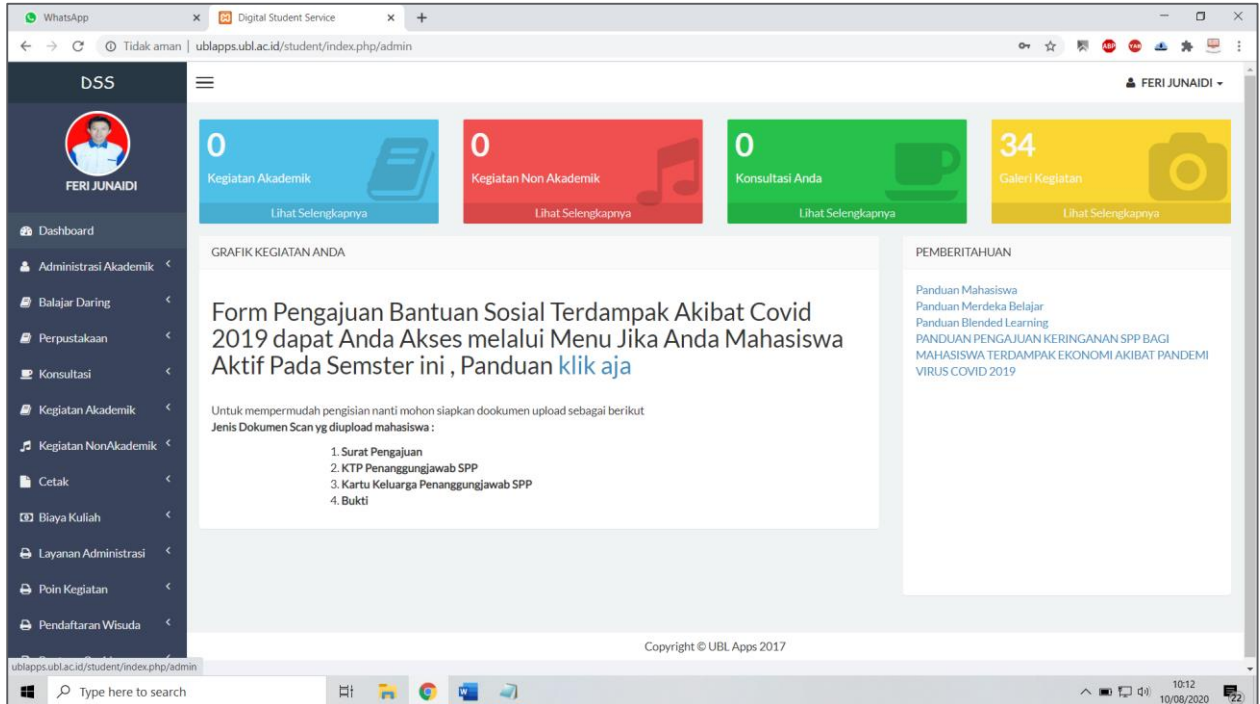 WhatsApp
Digital Student Service
Tidak aman | ublapps.ubl.ac.id/student/index.php/admin
ABP
DSS
FERI JUNAIDI
FERI JUNAIDI
Dashboard
Administrasi Akademik
Balajar Daring
Perpustakaan
Konsultasi
Kegiatan Akademik
Kegiatan NonAkademik
Cetak
Biaya Kuliah
Layanan Administrasi
Poin Kegiatan
Pendaftaran Wisuda
0
Kegiatan Akademik
Lihat Selengkapnya
0
Kegiatan Non Akademik
Lihat Selengkapnya
0
Konsultasi Anda
Lihat Selengkapnya
34
Galeri Kegiatan
Lihat Selengkapnya
GRAFIK KEGIATAN ANDA
Form Pengajuan Bantuan Sosial Terdampak Akibat Covid
2019 dapat Anda Akses melalui Menu Jika Anda Mahasiswa
Aktif Pada Semster ini , Panduan klik aja
Untuk mempermudah pengisian nanti mohon siapkan dookumen upload sebagai berikut
Jenis Dokumen Scan yg diupload mahasiswa :
1. Surat Pengajuan
2. KTP Penanggungjawab SPP
3. Kartu Keluarga Penanggungjawab SPP
4. Bukti
PEMBERITAHUAN
Panduan Mahasiswa
Panduan Merdeka Belajar
Panduan Blended Learning
PANDUAN PENGAJUAN KERINGANAN SPP BAGI
MAHASISWA TERDAMPAK EKONOMI AKIBAT PANDEMI
VIRUS COVID 2019
Copyright © UBL Apps 2017
ublapps.ubl.ac.id/student/index.php/admin
Type here to search
10:12
10/08/2020
22